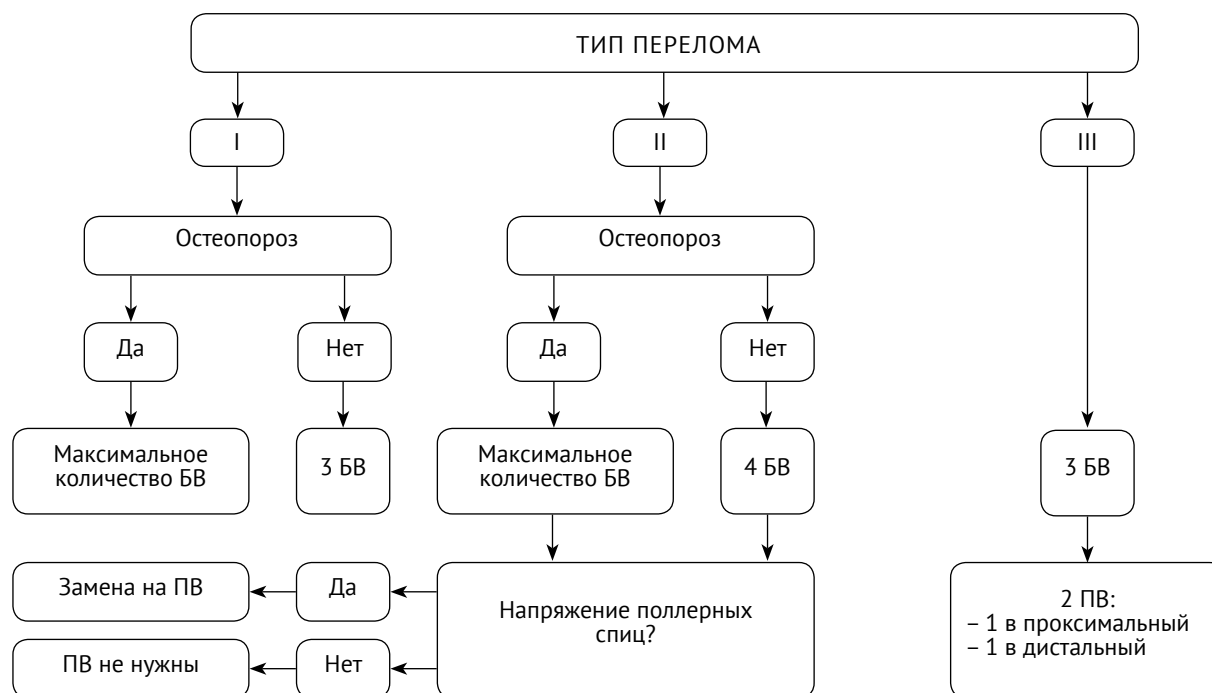 ТИП ПЕРЕЛОМА
I
II
III
Остеопороз
Остеопороз
Да
Нет
Да
Нет
Максимальное
количество БВ
3 БВ
Максимальное
количество БВ
4 БВ
3 БВ
Замена на ПВ
Да
Напряжение поллерных
спиц?
ПВ не нужны
Нет
2 ПВ:
– 1 в проксимальный
– 1 в дистальный